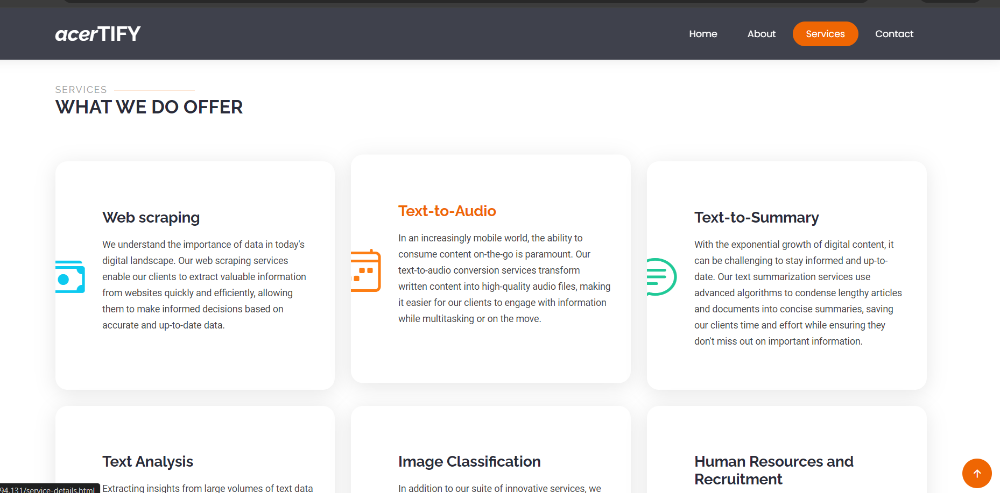 acerTIFY
Home
About
Services
Contact
SERVICES
WHAT WE DO OFFER
Web scraping
We understand the importance of data in today's
digital landscape. Our web scraping services
enable our clients to extract valuable information
from websites quickly and efficiently, allowing
them to make informed decisions based on
accurate and up-to-date data.
Text-to-Audio
In an increasingly mobile world, the ability to
consume content on-the-go is paramount. Our
text-to-audio conversion services transform
written content into high-quality audio files, making
it easier for our clients to engage with information
while multitasking or on the move.
Text-to-Summary
With the exponential growth of digital content, it
can be challenging to stay informed and up-to-
date. Our text summarization services use
advanced algorithms to condense lengthy articles
and documents into concise summaries, saving
our clients time and effort while ensuring they
don't miss out on important information.
Text Analysis
Extracting insights from large volumes of text data
Image Classification
In addition to our suite of innovative services, we
Human Resources and
Recruitment
94.131/service-details.html